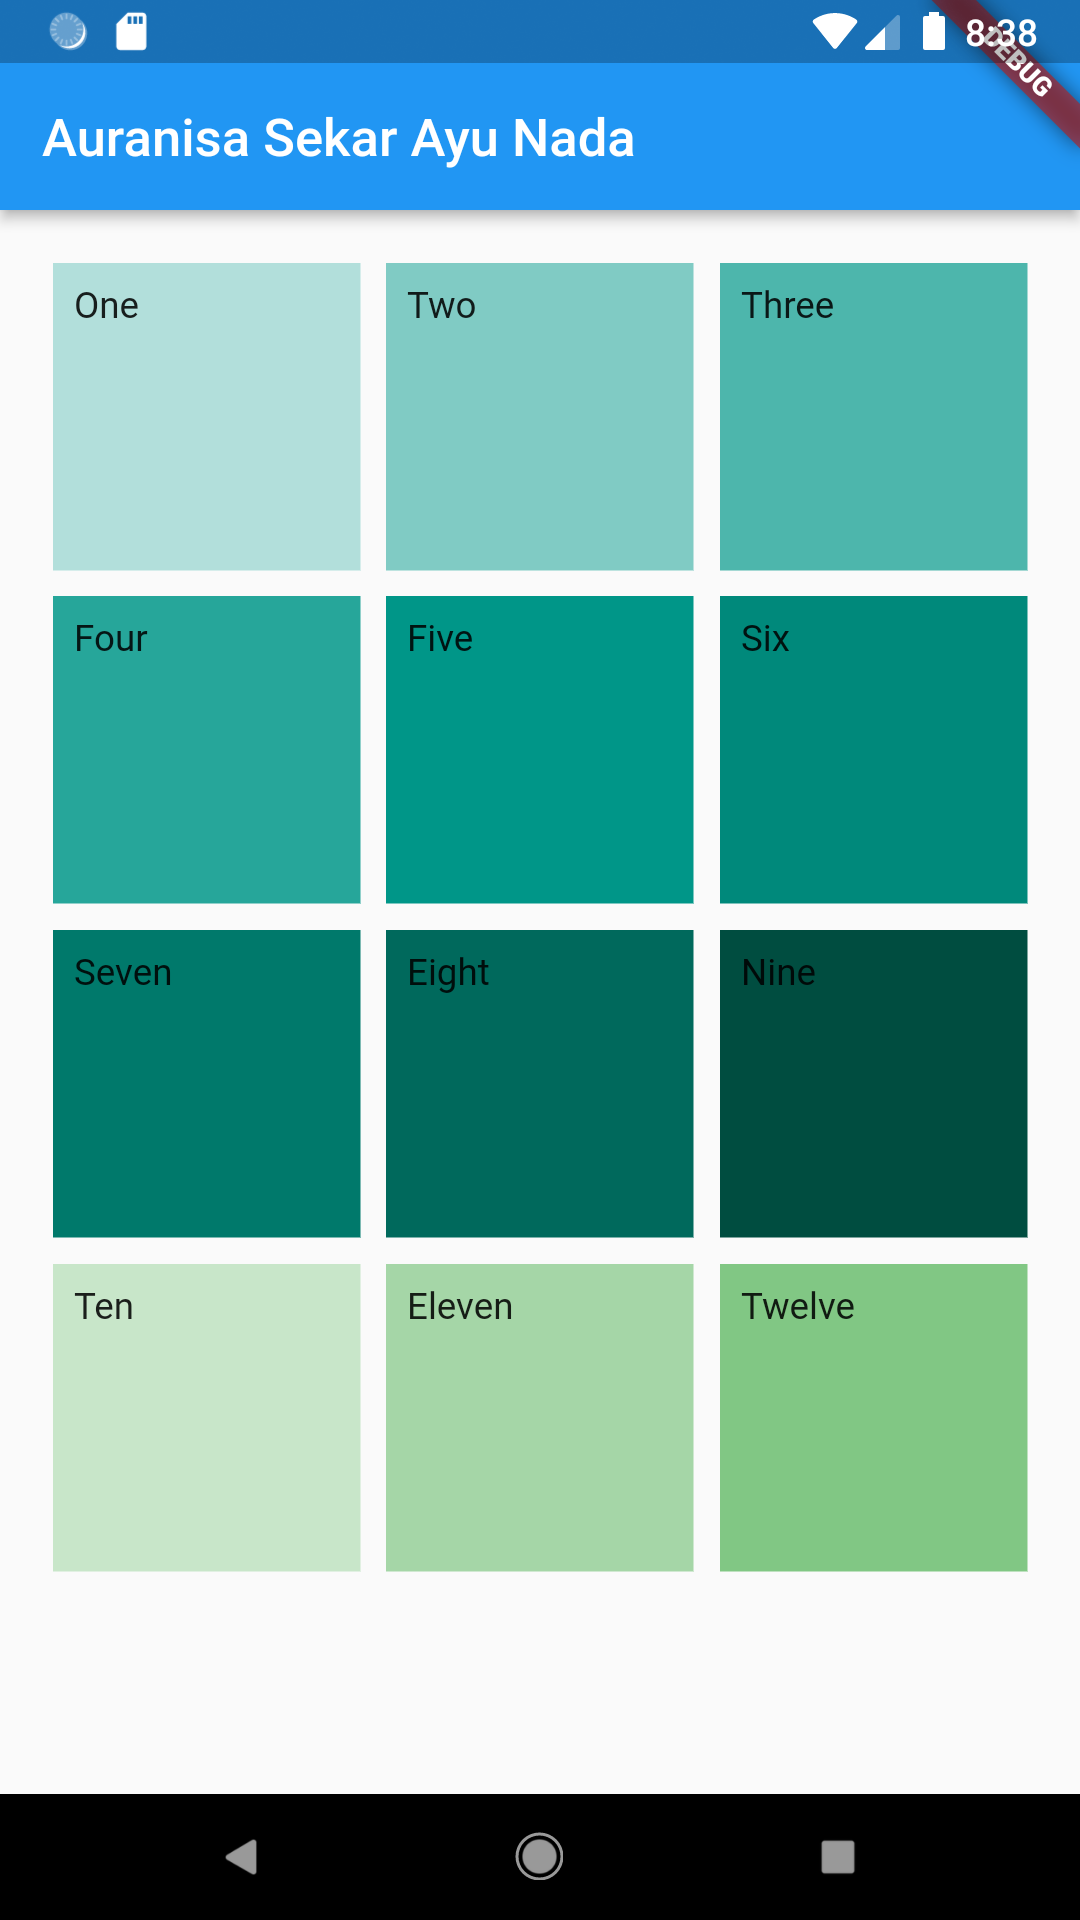 8:38
DEBUG
Auranisa Sekar Ayu Nada
One Two Three
Four Five Six
Seven Eight Nine
Ten Eleven Twelve